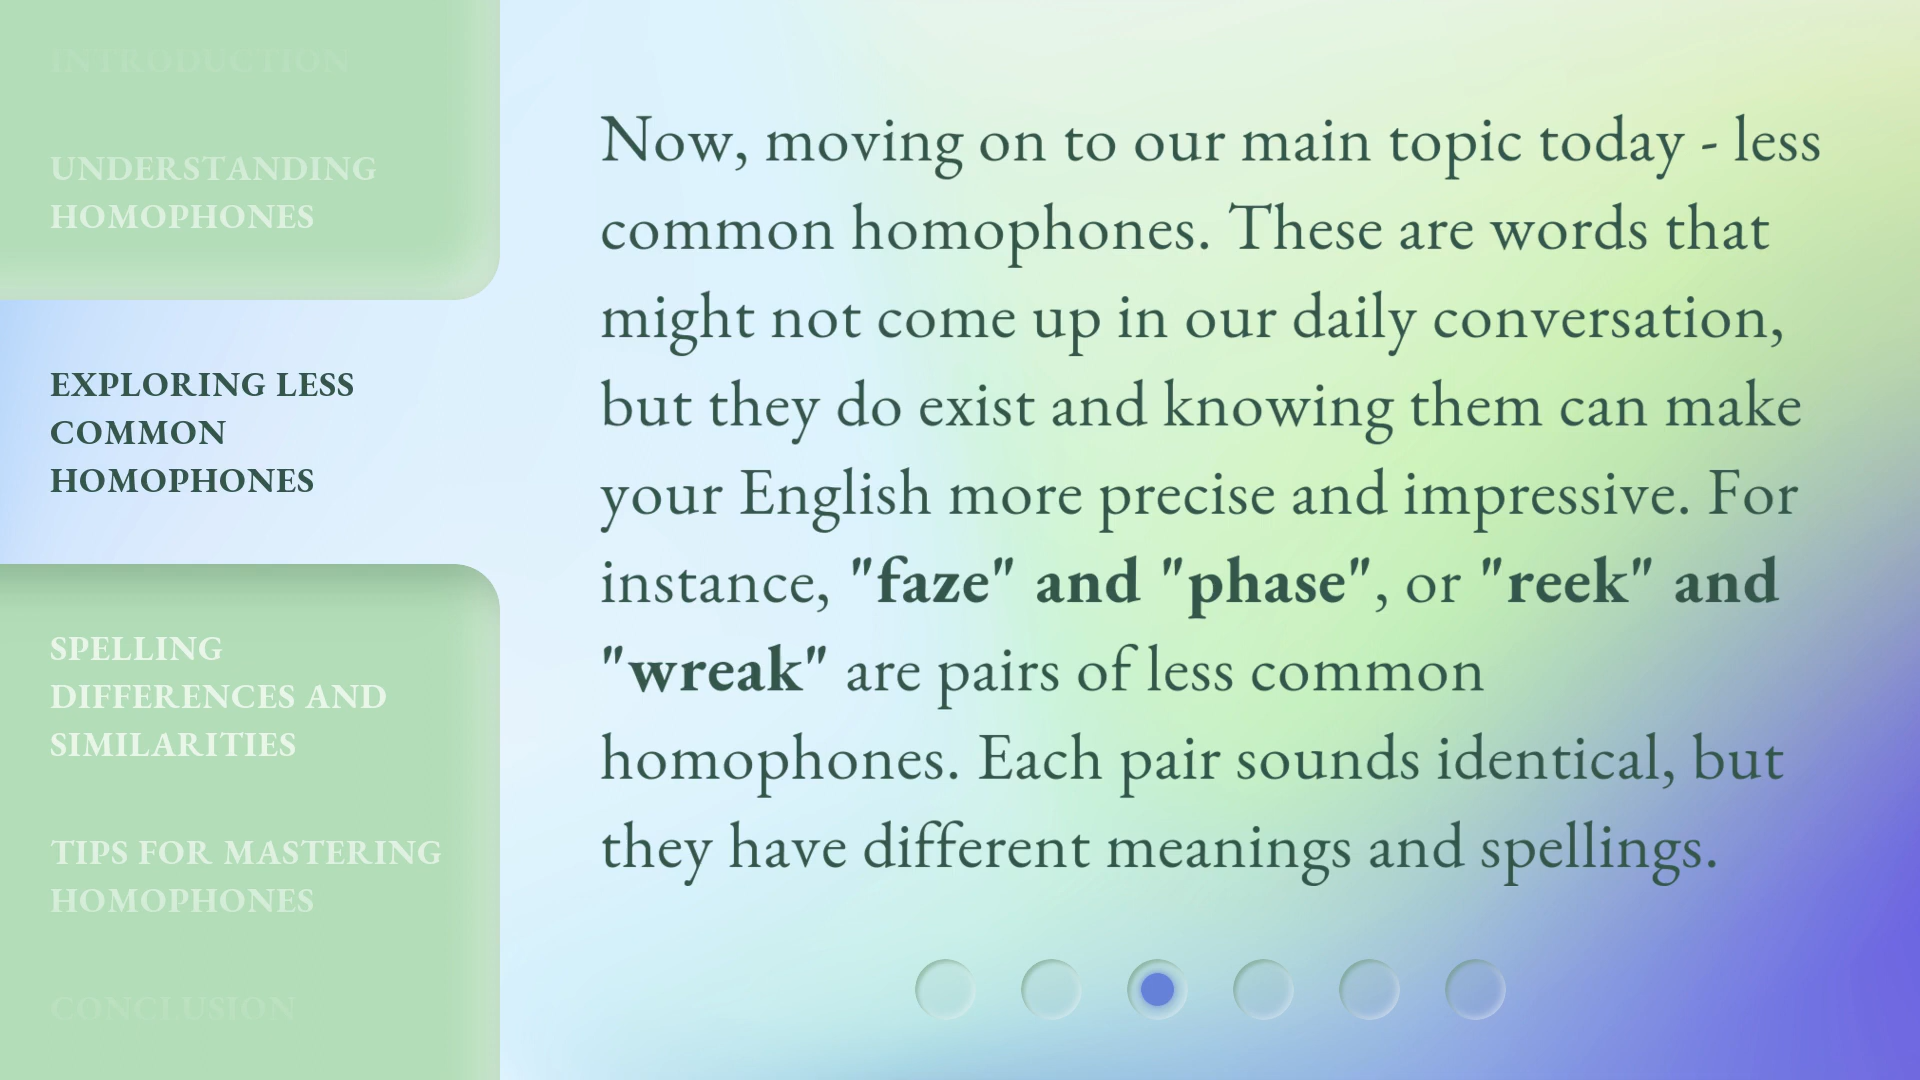 INTRODUCTION
UNDERSTANDING
HOMOPHONES
EXPLORING LESS
COMMON
HOMOPHONES
SPELLING
DIFFERENCES AND
SIMILARITIES
TIPS FOR MASTERING
HOMOPHONES
CONCLUSION
Now, moving on to our main topic today - less
common homophones. These are words that
might not come up in our daily conversation,
but they do exist and knowing them can make
your English more precise and impressive. For
instance, "faze" and "phase", or "reek" and
"wreak" are pairs of less common
homophones. Each pair sounds identical, but
they have different meanings and spellings.